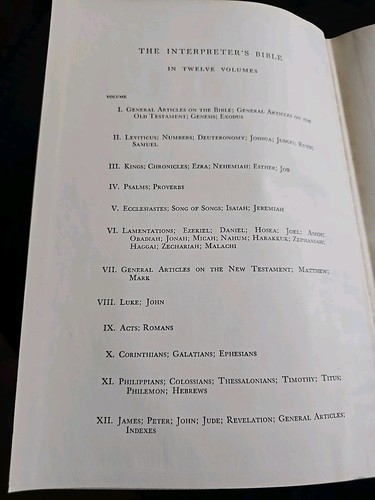 THE INTERPRETER'S BIBLE
IN TWELVE VOLUMES
VOLUME
I. General Articles on the Bible; General Articles on the
Old Testament; Genesis; Exodus
II. Leviticus; Numbers; Deuteronomy; Joshua; Judges; Ruth;
Samuel
III. Kings; Chronicles; Ezra; Nehemiah; Esther; Job
IV. Psalms; Proverbs
V. Ecclesiastes; Song of Songs; Isaiah; Jeremiah
VI. Lamentations; Ezekiel; Daniel; Hosea; Joel; Amos;
Obadiah; Jonah; Micah; Nahum; Habakkuk; Zephaniah;
Haggai; Zechariah; Malachi
VII. General Articles on the New Testament; Matthew;
Mark
VIII. Luke; John
IX. Acts; Romans
X. Corinthians; Galatians; Ephesians
XI. Philippians; Colossians; Thessalonians; Timothy; Titus;
Philemon; Hebrews
XII. James; Peter; John; Jude; Revelation; General Articles;
Indexes